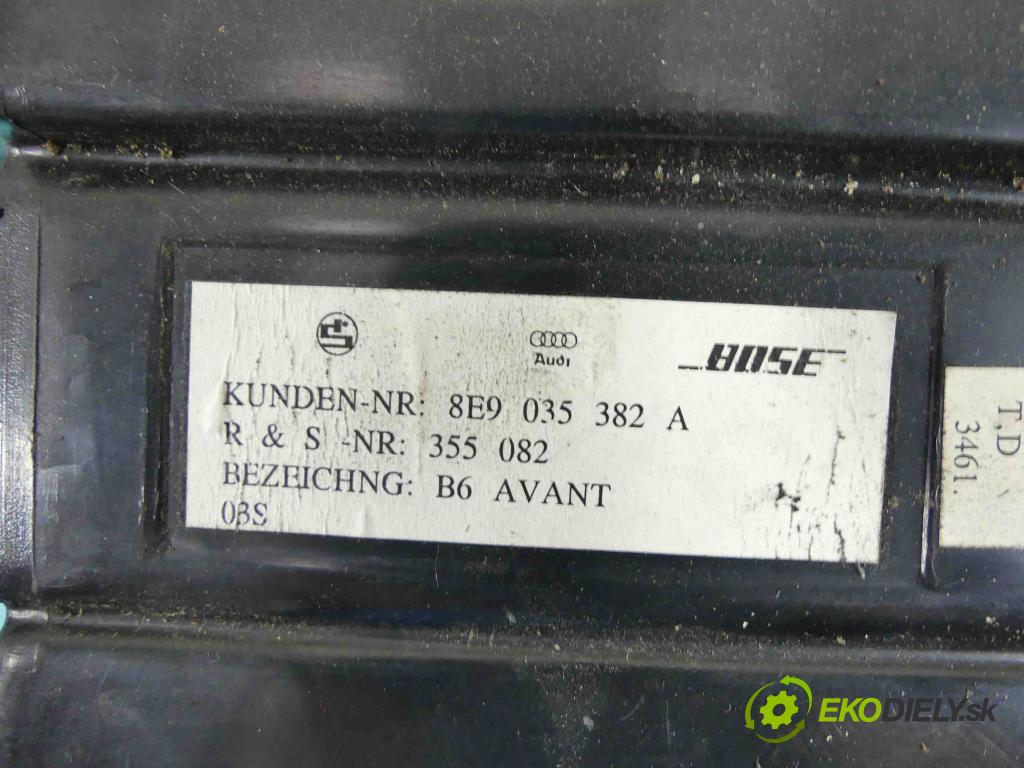 Audi
BOSE
KUNDEN-NR: 8E9 035 382 A
R & S -NR: 355 082
BEZEICHNG: B6 AVANT
03S
T,D
3461.
EKODIELY.sk